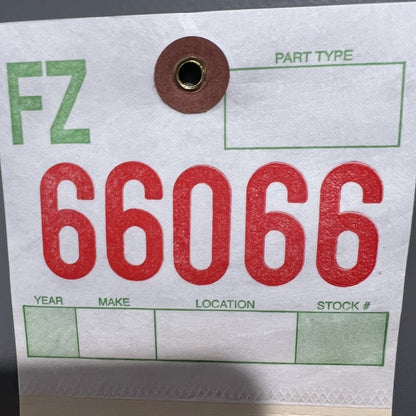 PART TYPE
FZ
66066
YEAR MAKE LOCATION STOCK #